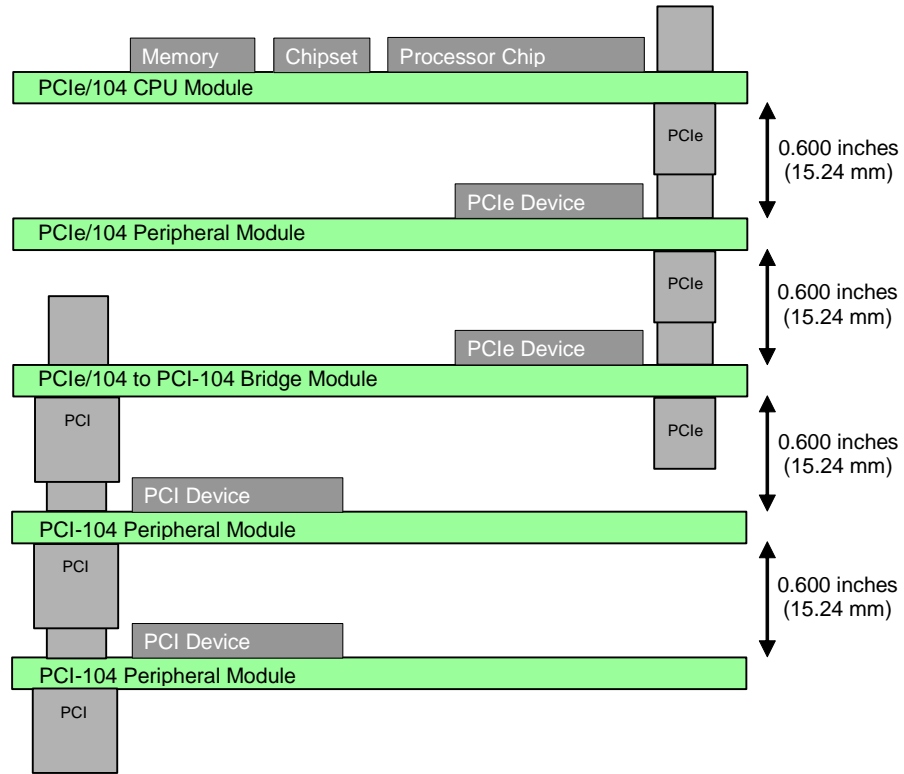 Memory
Chipset
Processor Chip
PCIe/104 CPU Module
PCIe
0.600 inches
(15.24 mm)
PCIe Device
PCIe/104 Peripheral Module
PCIe
0.600 inches
(15.24 mm)
PCIe Device
PCIe/104 to PCI-104 Bridge Module
PCI
PCIe
0.600 inches
(15.24 mm)
PCI Device
PCI-104 Peripheral Module
PCI
0.600 inches
(15.24 mm)
PCI Device
PCI-104 Peripheral Module
PCI